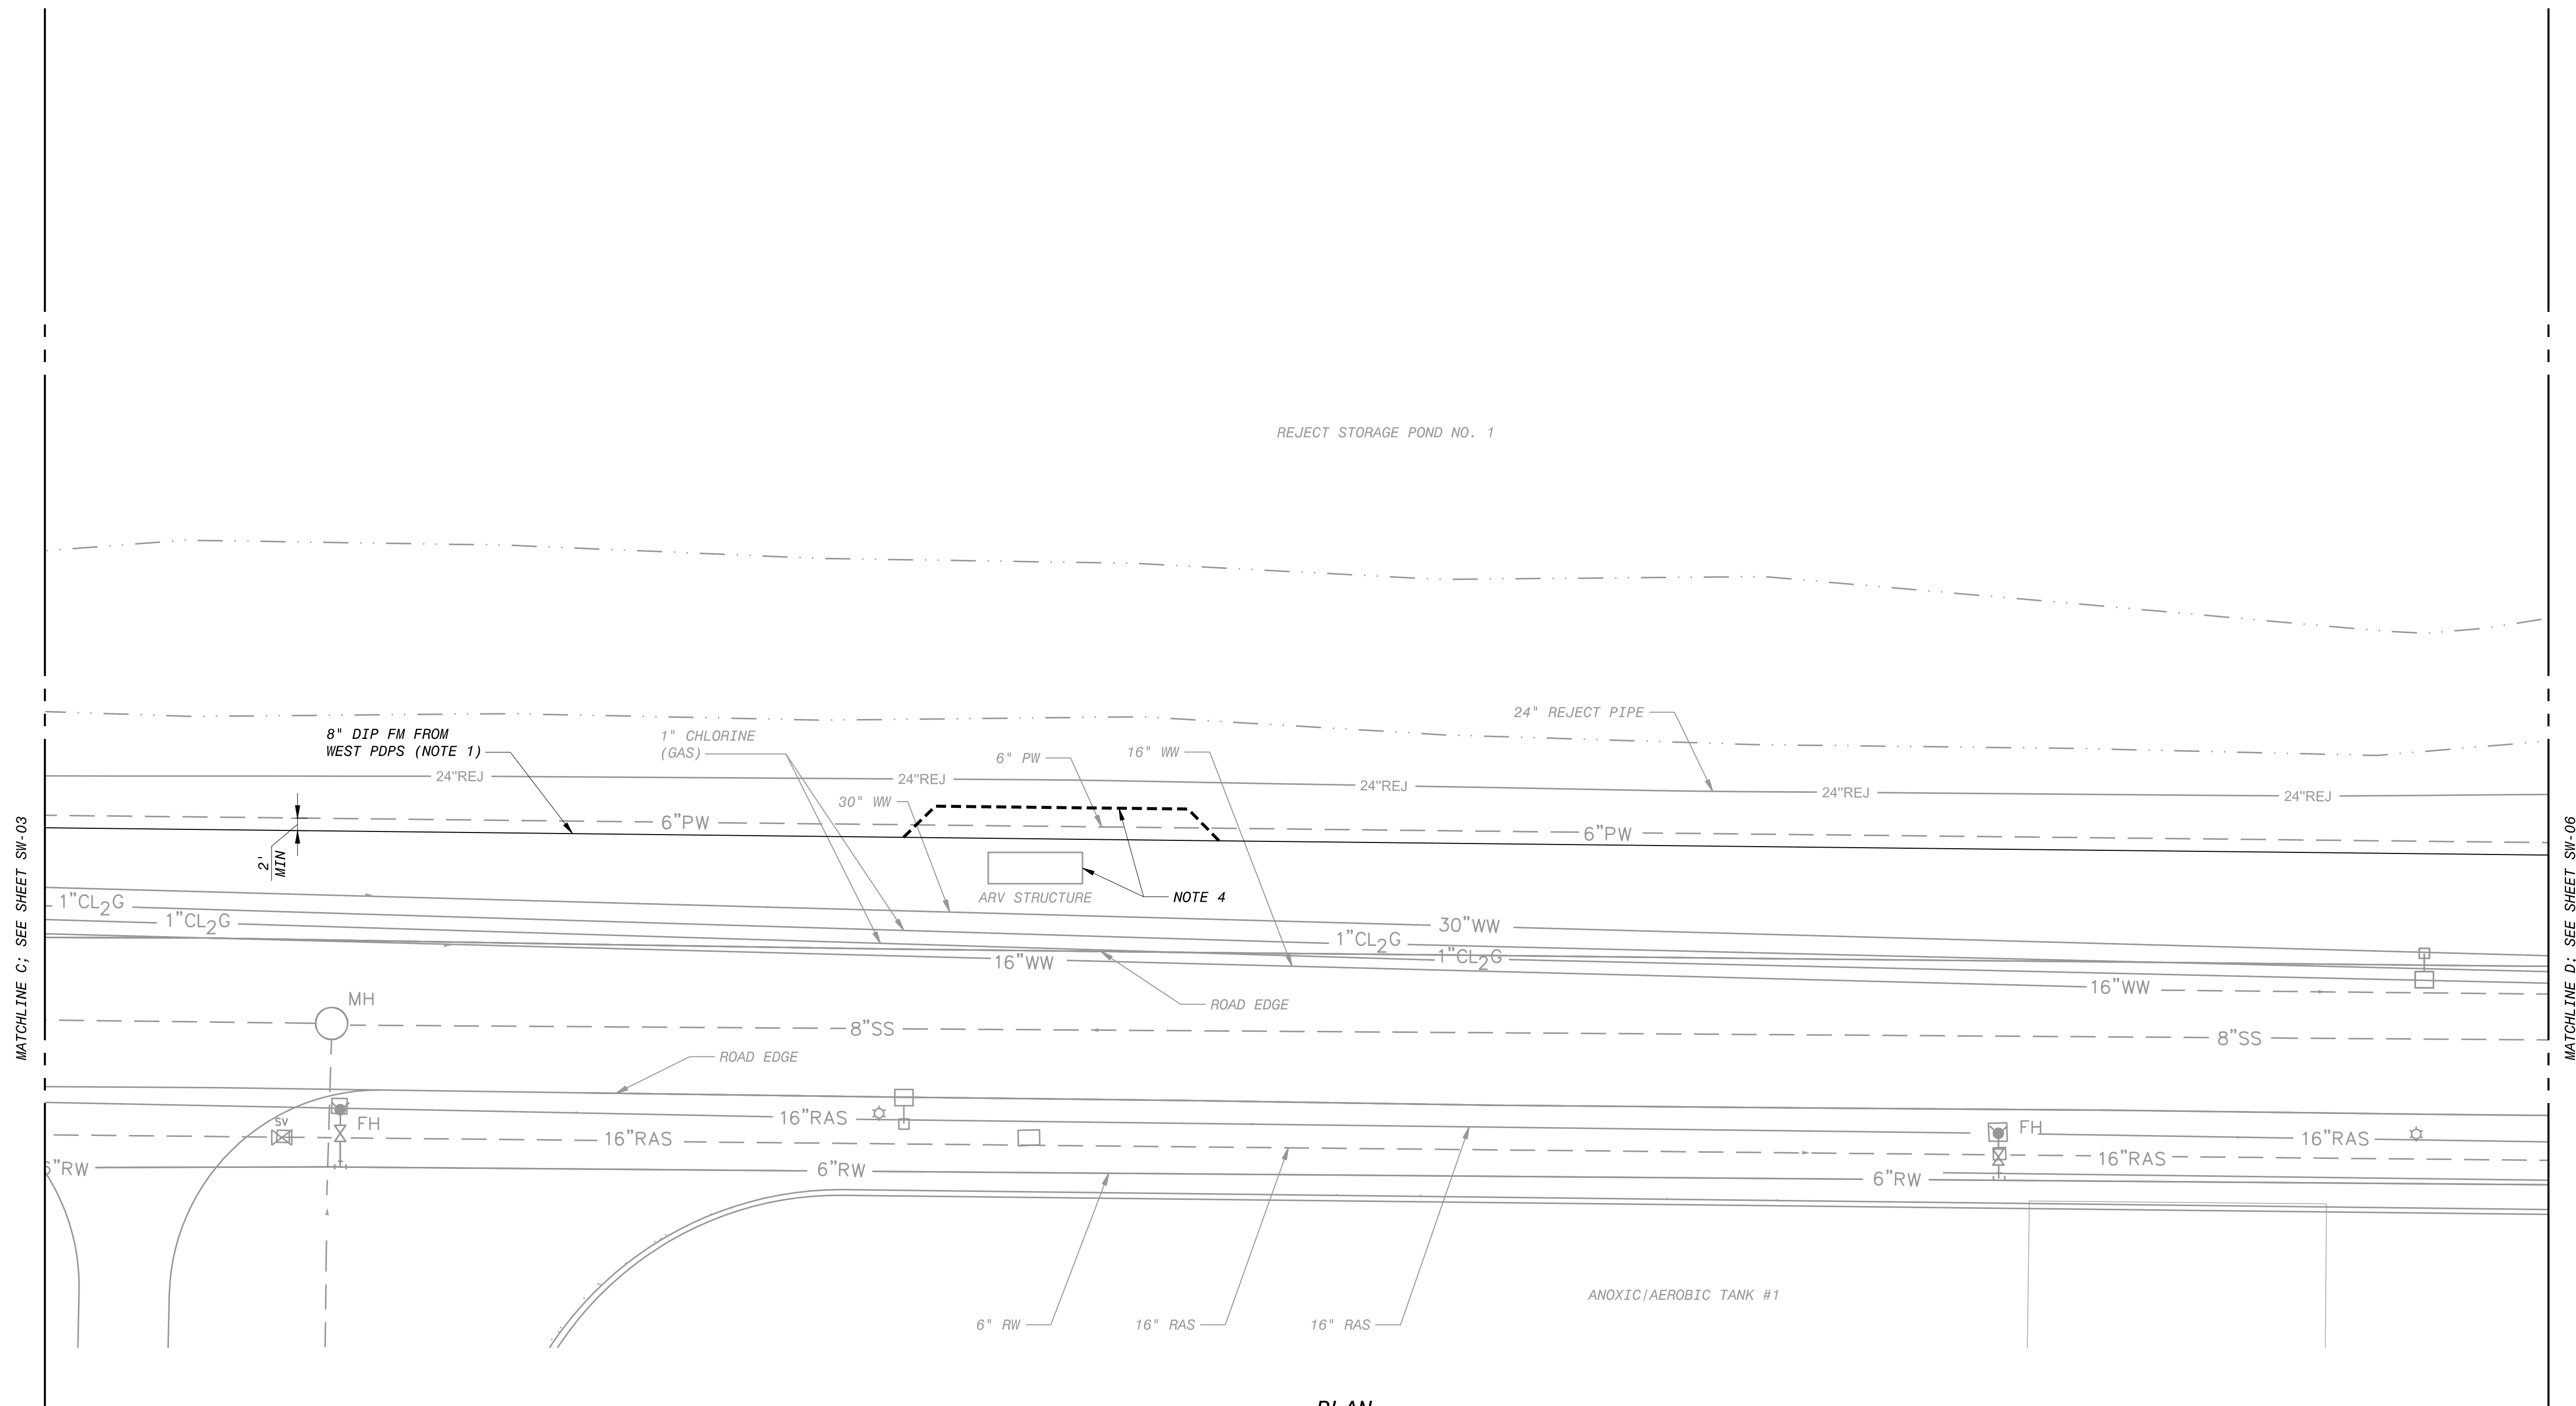 REJECT STORAGE POND NO. 1
24" REJECT PIPE
8" DIP FM FROM
WEST PDPS (NOTE 1)
1" CHLORINE
(GAS)
6" PW
16" WW
24"REJ
24"REJ
24"REJ
24"REJ
24"REJ
30" WW
6”PW
6”PW
2'
MIN
ARV STRUCTURE
NOTE 4
MATCHLINE C; SEE SHEET SW-03
MATCHLINE D; SEE SHEET SW-06
1”CL2G
1”CL2G
30”WW
1”CL2G
1”CL2G
16”WW
16”WW
ROAD EDGE
MH
8”SS
8”SS
ROAD EDGE
SV
FH
16”RAS
16”RAS
FH
16”RAS
16”RAS
6”RW
6”RW
6”RW
ANOXIC/AEROBIC TANK #1
6" RW
16" RAS
16" RAS
PLAN